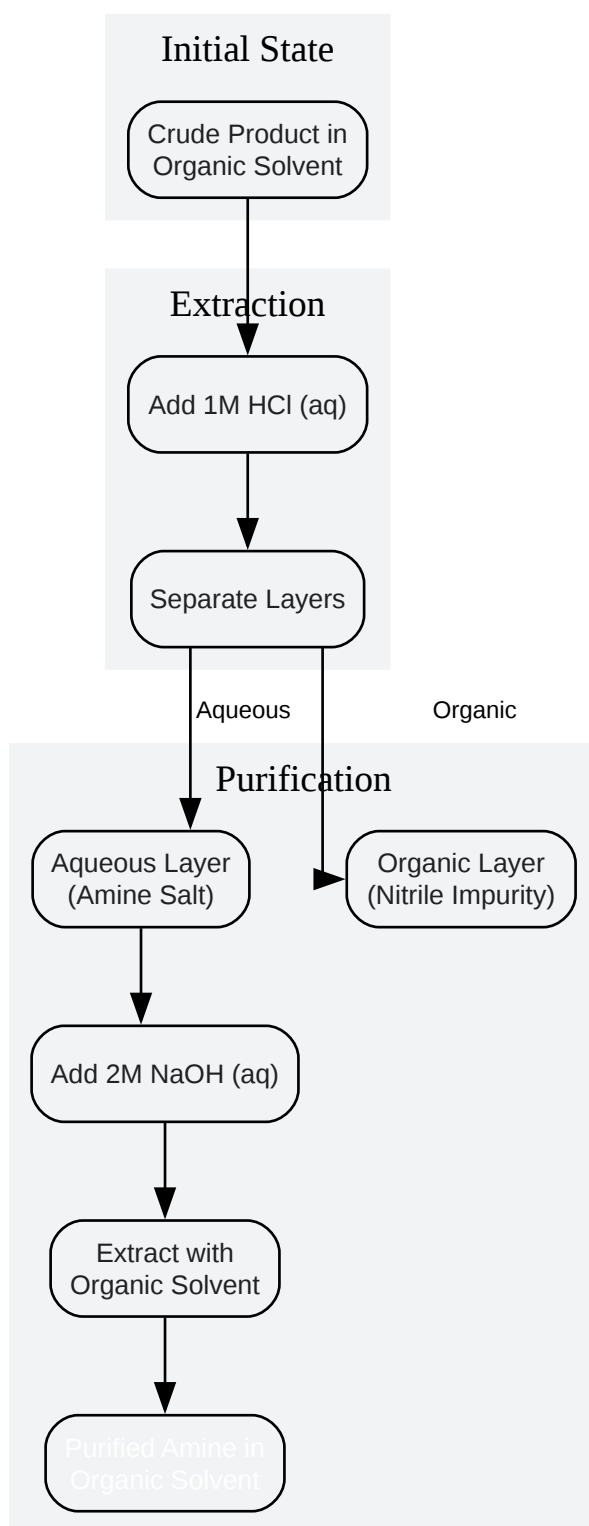 Initial State
Crude Product in
Organic Solvent
Extraction
Add 1M HCl (aq)
Separate Layers
Aqueous
Organic
Purification
Aqueous Layer
(Amine Salt)
Organic Layer
(Nitrile Impurity)
Add 2M NaOH (aq)
Extract with
Organic Solvent
Purified Amine in
Organic Solvent